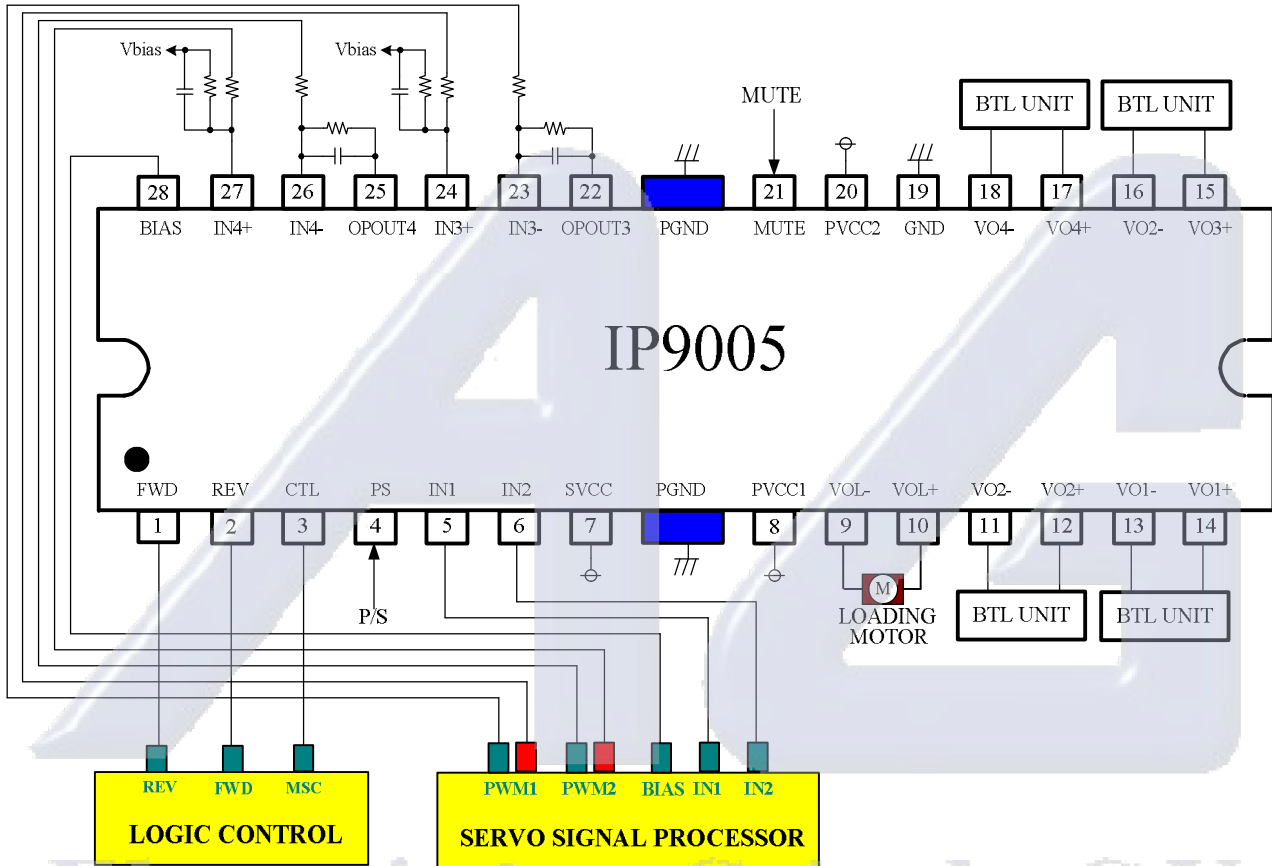 Vbias
Vbias
MUTE
BTL UNIT
BTL UNIT
28 27 26 25 24 23 22 21 20 19 18 17 16 15
BIAS IN4+ IN4- OPOUT4 IN3+ IN3- OPOUT3 PGND MUTE PVCC2 GND VO4- VO4+ VO2- VO3+
IP9005
FWD REV CTL PS IN1 IN2 SVCC PGND PVCC1 VOL- VOL+ VO2- VO2+ VO1- VO1+
1 2 3 4 5 6 7 8 9 10 11 12 13 14
M
P/S
LOADING
MOTOR
BTL UNIT
BTL UNIT
REV FWD MSC
PWM1 PWM2 BIAS IN1 IN2
LOGIC CONTROL
SERVO SIGNAL PROCESSOR